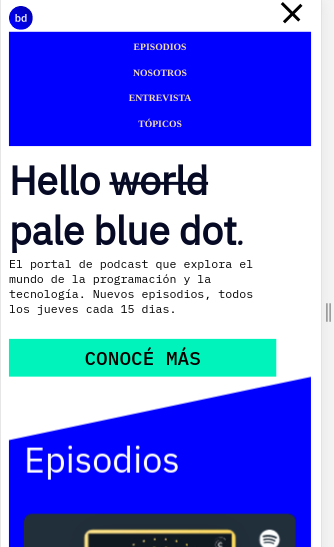 bd
EPISODIOS
NOSOTROS
ENTREVISTA
TÓPICOS
Hello world
pale blue dot.
El portal de podcast que explora el
mundo de la programación y la
tecnología. Nuevos episodios, todos
los jueves cada 15 dias.
CONOCÉ MÁS
Episodios